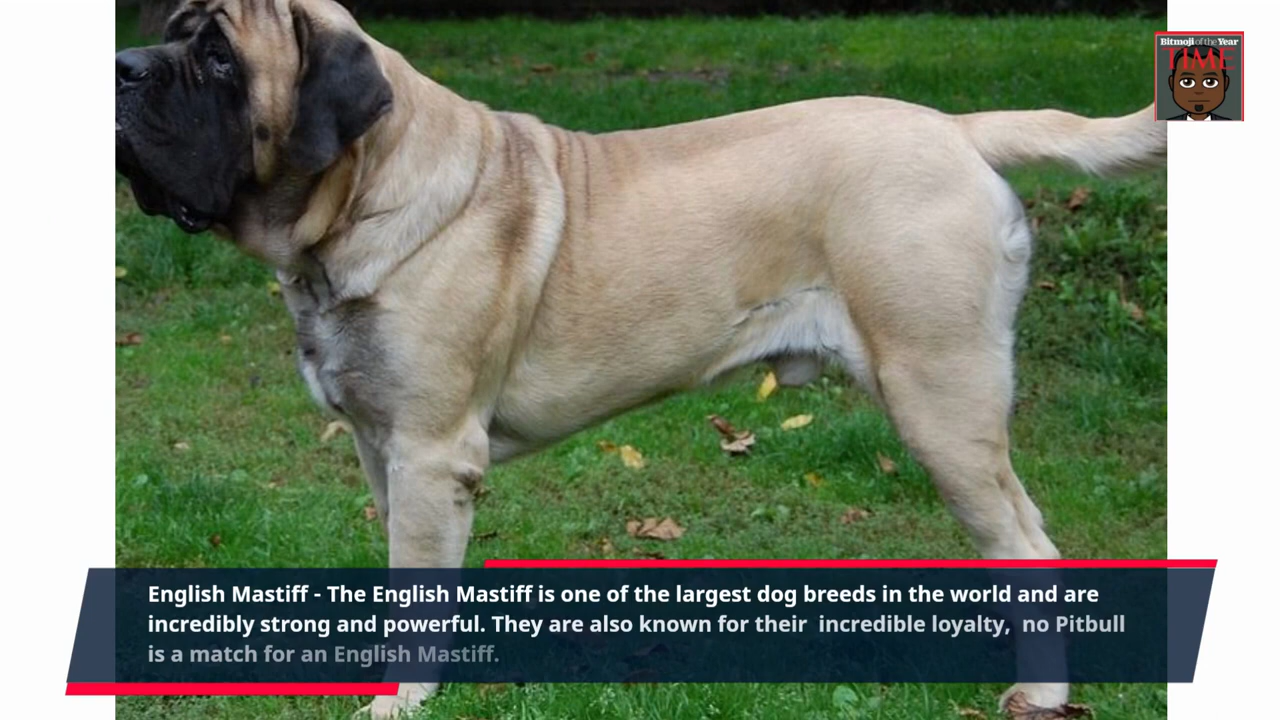 Bitmoji of the Year
TIME
English Mastiff - The English Mastiff is one of the largest dog breeds in the world and are
incredibly strong and powerful. They are also known for their  incredible loyalty,  no Pitbull
is a match for an English Mastiff.